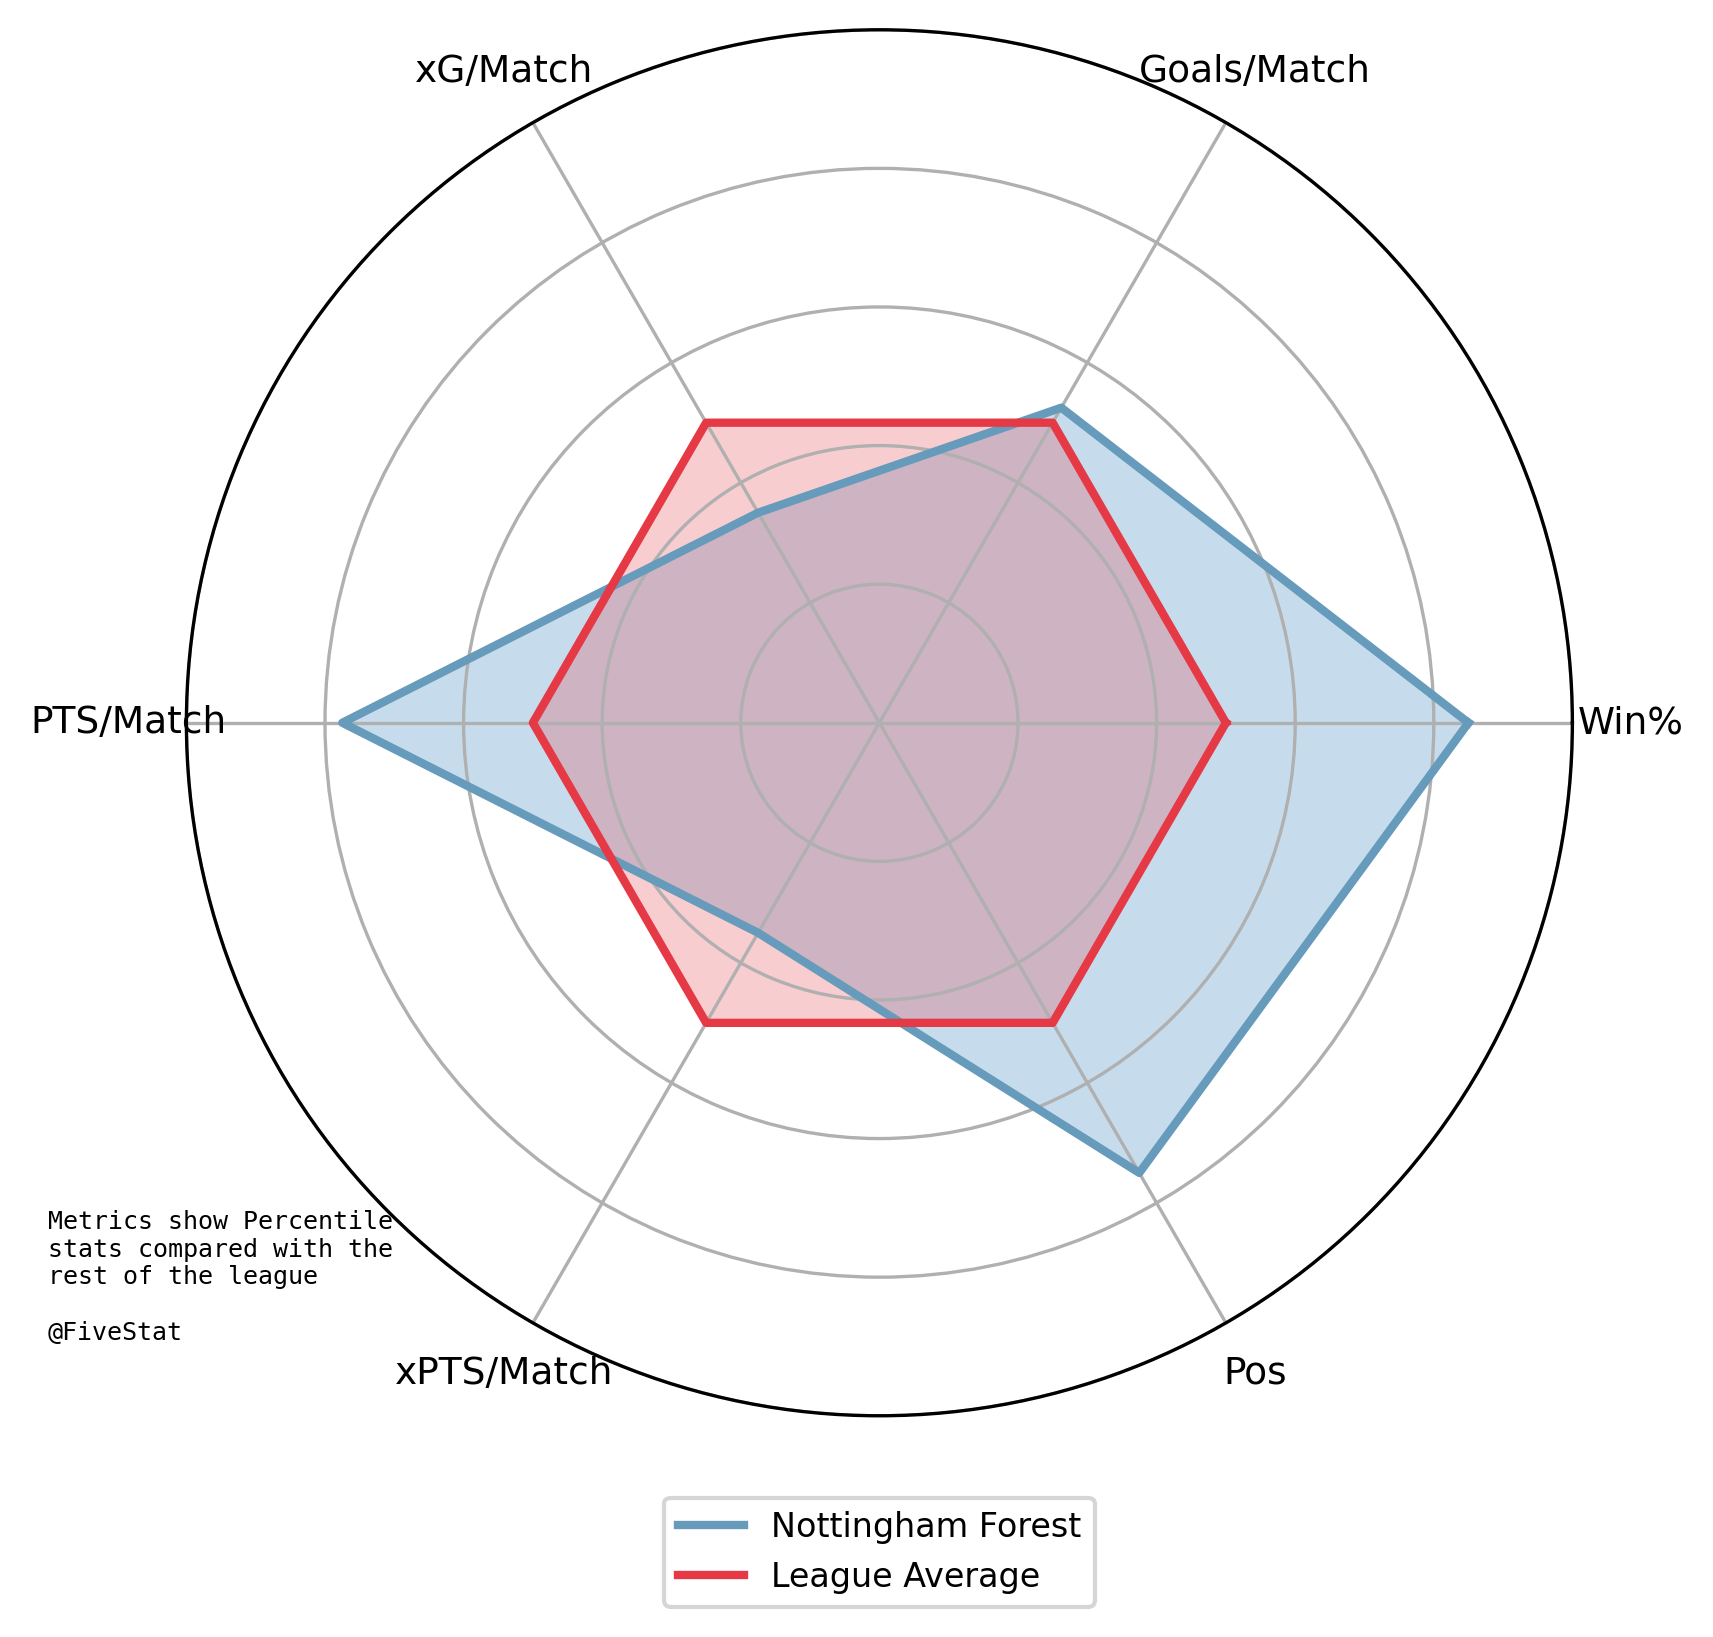 xG/Match
Goals/Match
PTS/Match
Win%
Metrics show Percentile
stats compared with the
rest of the league
@FiveStat
xPTS/Match
Pos
Nottingham Forest
League Average